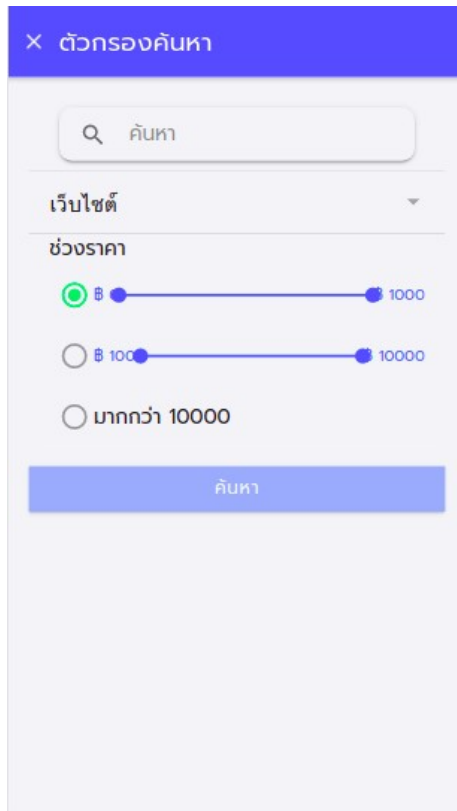 × ตัวกรองค้นหา
ค้นหา
เว็บไซต์
ช่วงราคา
฿ 1000
฿ 10000
มากกว่า 10000
ค้นหา